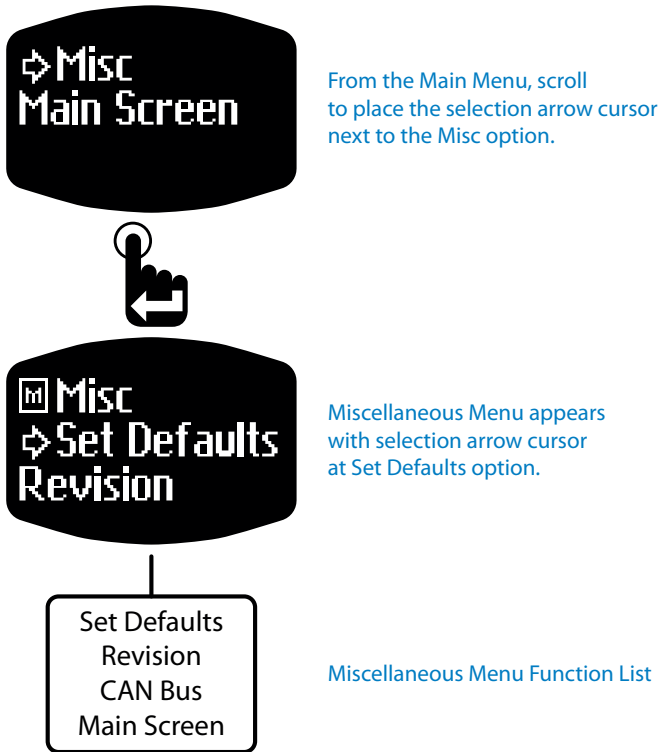 Misc
Main Screen
From the Main Menu, scroll
to place the selection arrow cursor
next to the Misc option.
M Misc
Set Defaults
Revision
Miscellaneous Menu appears
with selection arrow cursor
at Set Defaults option.
Set Defaults
Revision
CAN Bus
Main Screen
Miscellaneous Menu Function List